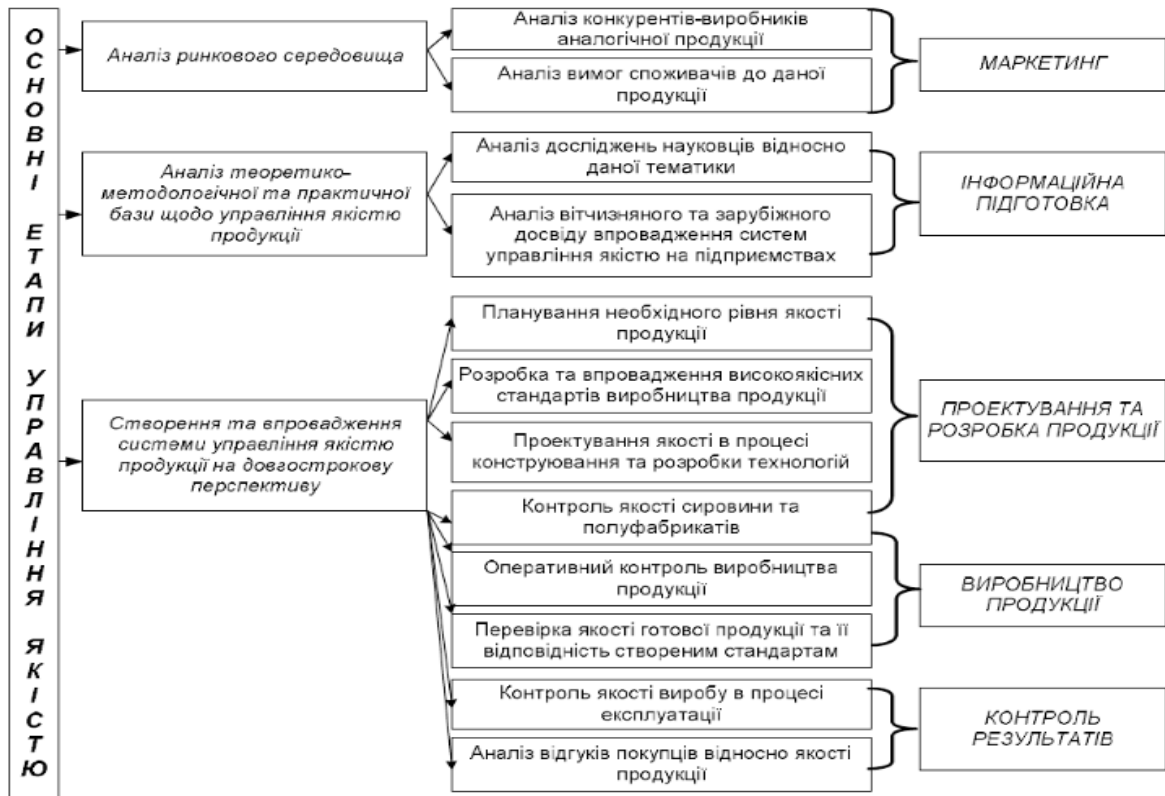 ОСНОВНІ ЕТАПИ УПРАВЛІННЯ ЯКІСТЮ
Аналіз ринкового середовища
Аналіз конкурентів-виробників
аналогічної продукції
Аналіз вимог споживачів до даної
продукції
МАРКЕТИНГ
Аналіз теоретико-
методологічної та практичної
бази щодо управління якістю
продукції
Аналіз досліджень науковців відносно
даної тематики
Аналіз вітчизняного та зарубіжного
досвіду впровадження систем
управління якістю на підприємствах
ІНФОРМАЦІЙНА
ПІДГОТОВКА
Створення та впровадження
системи управління якістю
продукції на довгострокову
перспективу
Планування необхідного рівня якості
продукції
Розробка та впровадження високоякісних
стандартів виробництва продукції
Проектування якості в процесі
конструювання та розробки технологій
Контроль якості сировини та
полуфабрикатів
ПРОЕКТУВАННЯ ТА
РОЗРОБКА ПРОДУКЦІЇ
Оперативний контроль виробництва
продукції
Перевірка якості готової продукції та її
відповідність створеним стандартам
ВИРОБНИЦТВО
ПРОДУКЦІЇ
Контроль якості виробу в процесі
експлуатації
Аналіз відгуків покупців відносно якості
продукції
КОНТРОЛЬ
РЕЗУЛЬТАТІВ